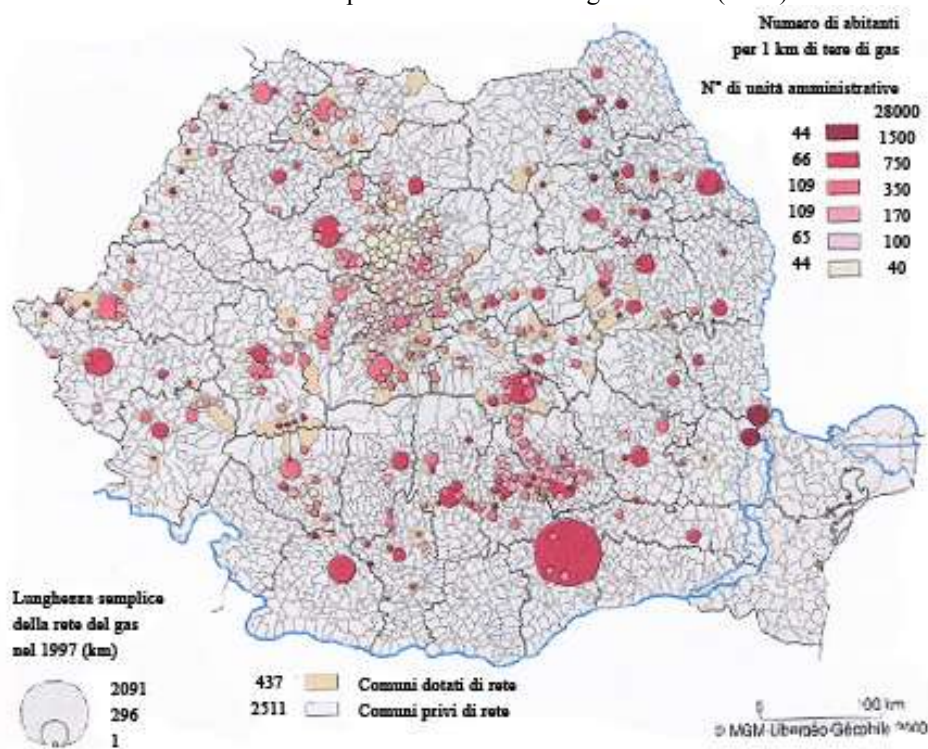 Numero di abitanti
per 1 km di tere di gas
N° di unità amministrative
28000
44 1500
66 750
109 350
109 170
65 100
44 40
Lunghezza semplice
della rete del gas
nel 1997 (km)
2091
296
1
437 Comuni dotati di rete
2511 Comuni privi di rete
0 100 km
© MGM-Libergéo-Géophile